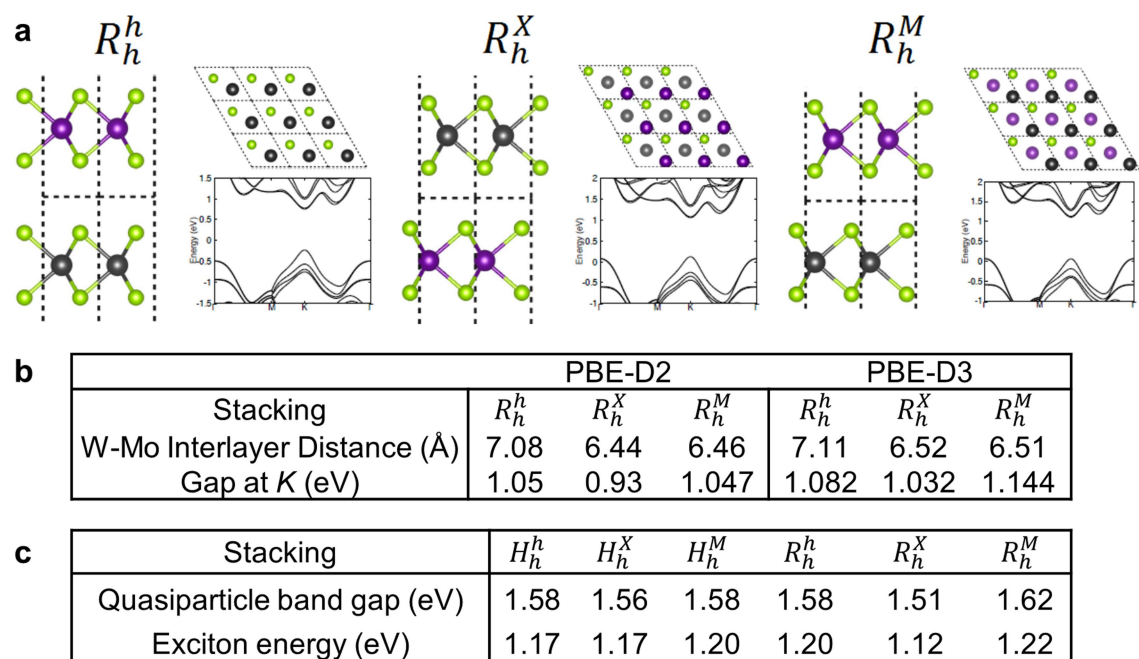 a
R_h^h
R_h^X
R_h^M
Energy (eV)
1.5
1
0.5
0
-0.5
-1
-1.5
Γ M K Γ
Energy (eV)
2
1.5
1
0.5
0
-0.5
-1
Γ M K Γ
Energy (eV)
2
1.5
1
0.5
0
-0.5
-1
Γ M K Γ
b
PBE-D2 PBE-D3
Stacking R_h^h R_h^X R_h^M R_h^h R_h^X R_h^M
W-Mo Interlayer Distance (Å) 7.08 6.44 6.46 7.11 6.52 6.51
Gap at K (eV) 1.05 0.93 1.047 1.082 1.032 1.144
c
Stacking H_h^h H_h^X H_h^M R_h^h R_h^X R_h^M
Quasiparticle band gap (eV) 1.58 1.56 1.58 1.58 1.51 1.62
Exciton energy (eV) 1.17 1.17 1.20 1.20 1.12 1.22